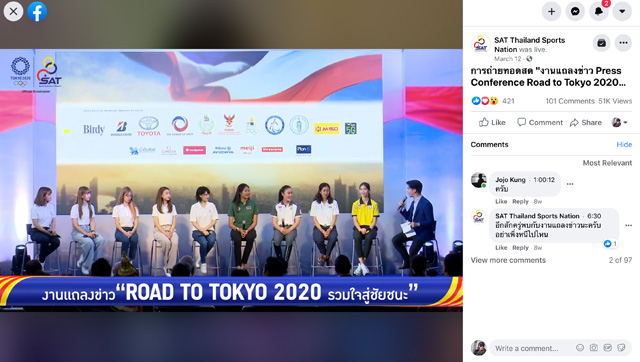 TOKYO 2020
SAT
Birdy
BRIDGESTONE
TOYOTA
meiji
งานแถลงข่าว“ROAD TO TOKYO 2020 รวมใจสู่ชัยชนะ”
2
SAT Thailand Sports
Nation was live.
March 12 ·
การถ่ายทอดสด "งานแถลงข่าว Press
Conference Road to Tokyo 2020...
421
101 Comments 51K Views
Like Comment Share
Comments Hide
Most Relevant
Jojo Kung · 1:00:12
ครับ
Like · Reply · 8w
SAT Thailand Sports Nation · 6:30
อีกสักครู่พบกับงานแถลงข่าวนะครับ
อย่าเพิ่งหนีไปไหน
1
Like · Reply · 8w
View more comments 2 of 97
Write a comment...